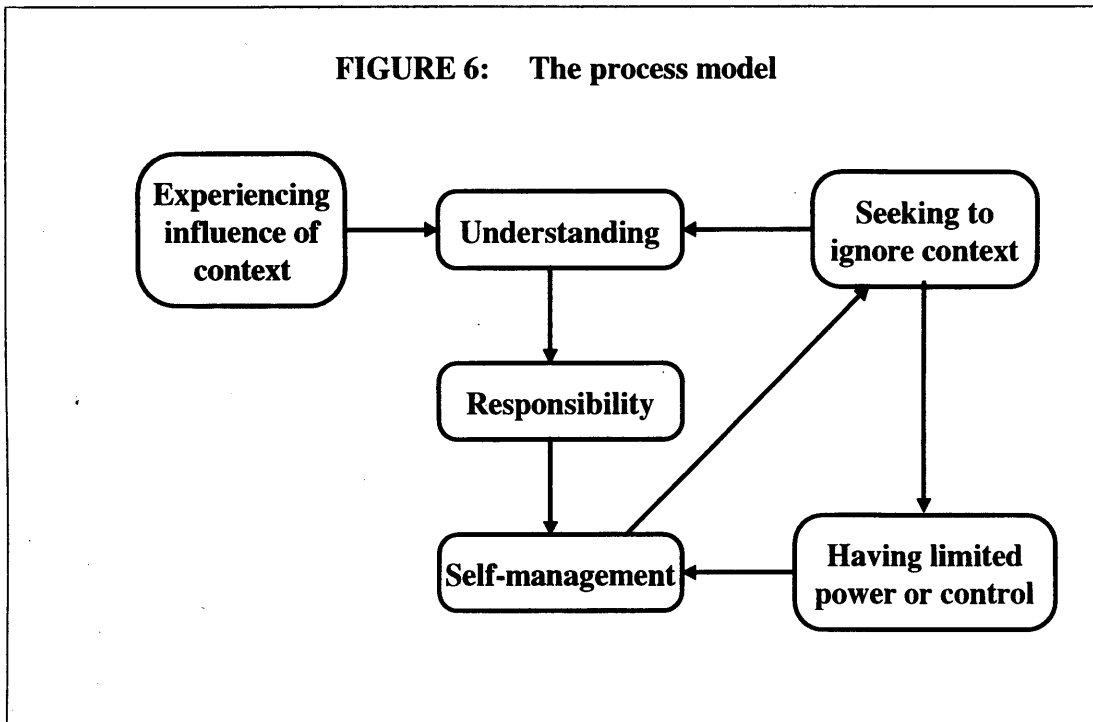 FIGURE 6: The process model
Experiencing
influence of
context
Understanding
Seeking to
ignore context
Responsibility
Self-management
Having limited
power or control